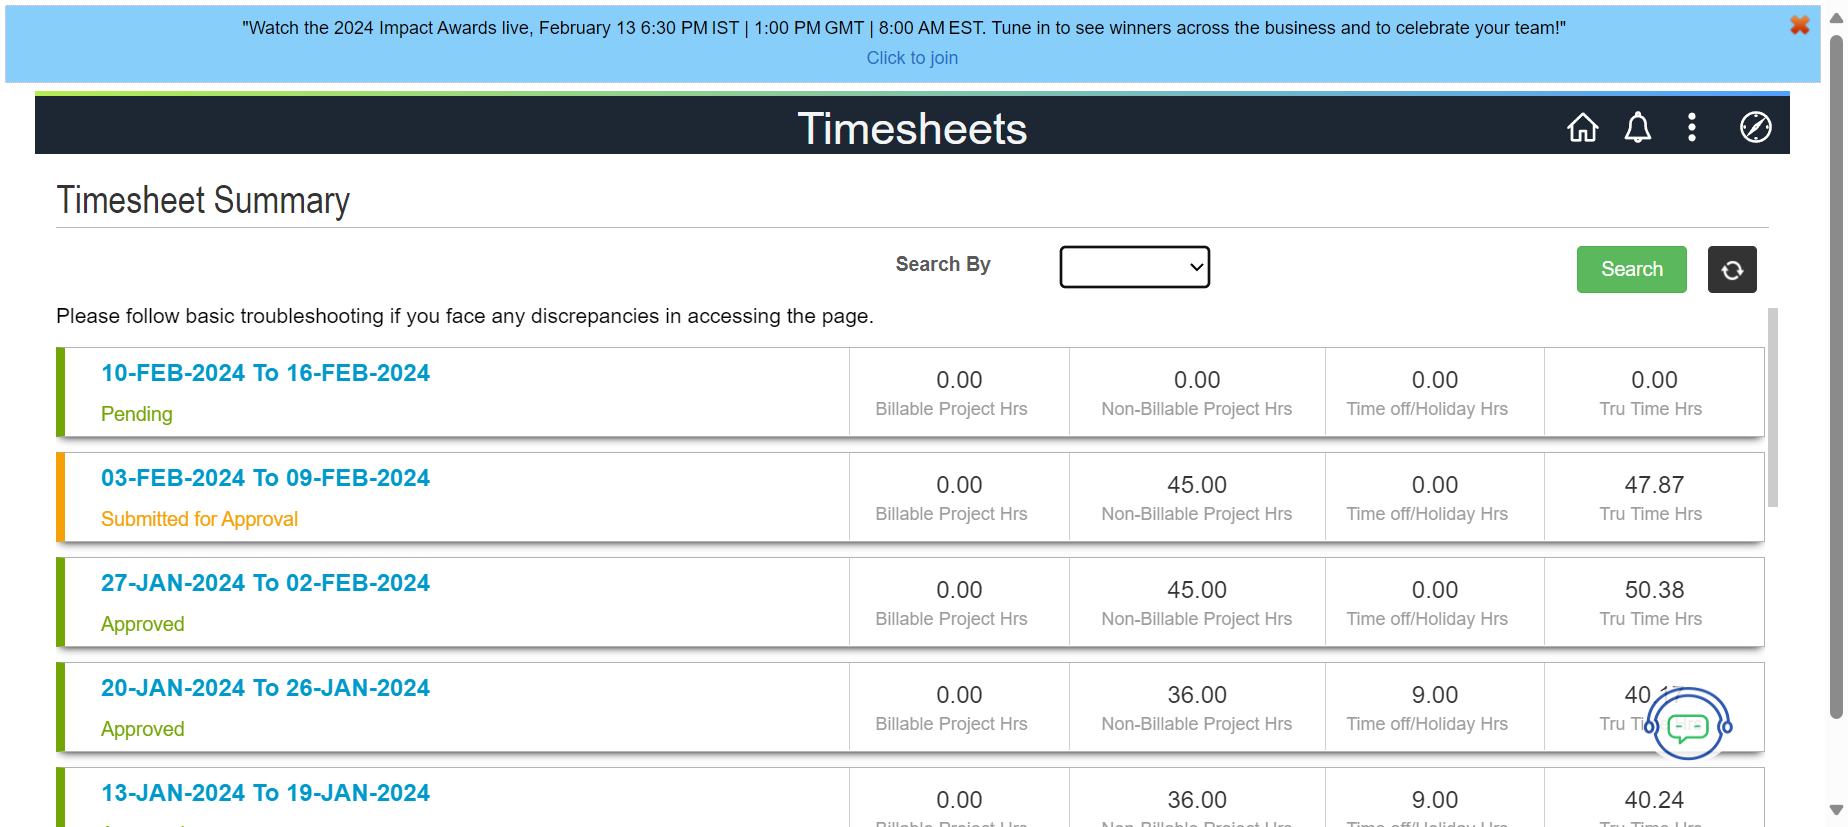 "Watch the 2024 Impact Awards live, February 13 6:30 PM IST | 1:00 PM GMT | 8:00 AM EST. Tune in to see winners across the business and to celebrate your team!"
Click to join
Timesheets
Timesheet Summary
Search By
Search
Please follow basic troubleshooting if you face any discrepancies in accessing the page.
10-FEB-2024 To 16-FEB-2024
Pending
0.00 0.00 0.00 0.00
Billable Project Hrs Non-Billable Project Hrs Time off/Holiday Hrs Tru Time Hrs
03-FEB-2024 To 09-FEB-2024
Submitted for Approval
0.00 45.00 0.00 47.87
Billable Project Hrs Non-Billable Project Hrs Time off/Holiday Hrs Tru Time Hrs
27-JAN-2024 To 02-FEB-2024
Approved
0.00 45.00 0.00 50.38
Billable Project Hrs Non-Billable Project Hrs Time off/Holiday Hrs Tru Time Hrs
20-JAN-2024 To 26-JAN-2024
Approved
0.00 36.00 9.00
Billable Project Hrs Non-Billable Project Hrs Time off/Holiday Hrs Tru
13-JAN-2024 To 19-JAN-2024
0.00 36.00 9.00 40.24